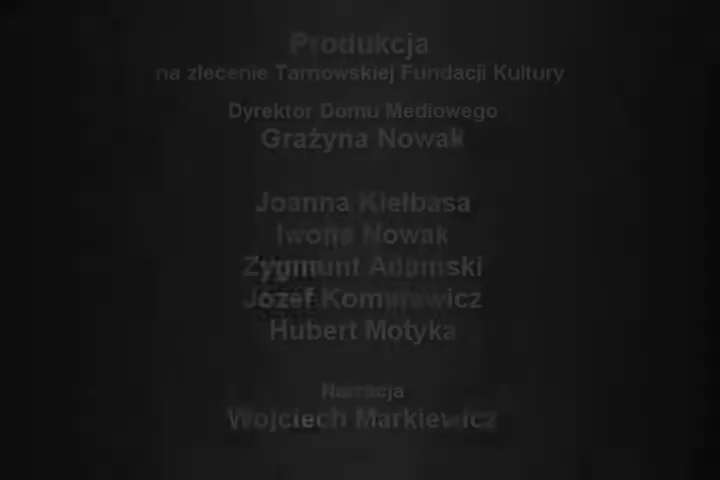 Produkcja
na zlecenie Tarnowskiej Fundacji Kultury
Dyrektor Domu Mediowego
Grażyna Nowak
Joanna Kiełbasa
Iwona Nowak
Zygmunt Adamski
Józef Komarewicz
Hubert Motyka
Narracja
Wojciech Markiewicz